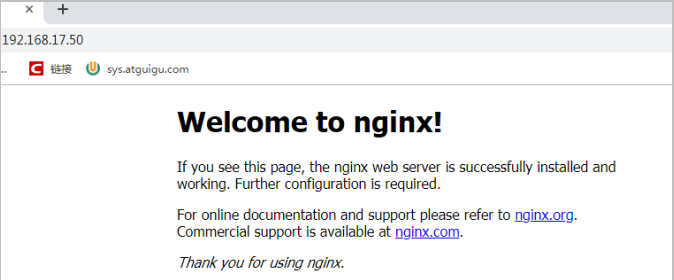 192.168.17.50
.. 链接 sys.atguigu.com
Welcome to nginx!
If you see this page, the nginx web server is successfully installed and
working. Further configuration is required.
For online documentation and support please refer to nginx.org.
Commercial support is available at nginx.com.
Thank you for using nginx.